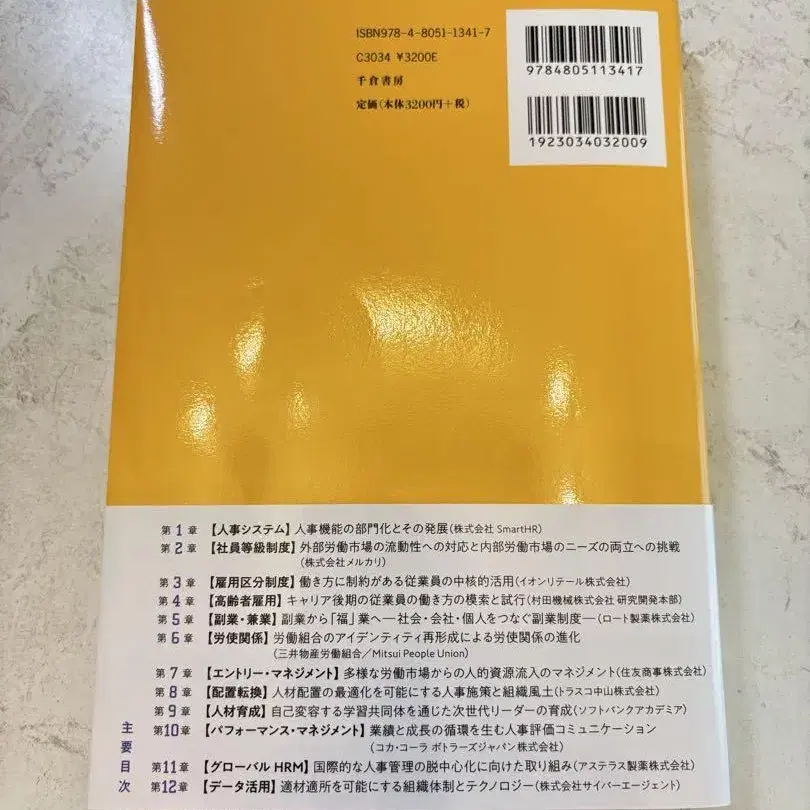 ISBN978-4-8051-1341-7
C3034 ¥3200E
千倉書房
定価(本体3200円+税)
9784805113417
1923034032009
第1章 【人事システム】人事機能の部門化とその発展(株式会社 SmartHR)
第2章 【社員等級制度】外部労働市場の流動性への対応と内部労働市場のニーズの両立への挑戦
(株式会社メルカリ)
第3章 【雇用区分制度】働き方に制約がある従業員の中核的活用(イオンリテール株式会社)
第4章 【高齢者雇用】キャリア後期の従業員の働き方の模索と試行(村田機械株式会社 研究開発本部)
第5章 【副業・兼業】副業から「福」業へ―社会・会社・個人をつなぐ副業制度―(ロート製薬株式会社)
第6章 【労使関係】労働組合のアイデンティティ再形成による労使関係の進化
(三井物産労働組合/Mitsui People Union)
第7章 【エントリー・マネジメント】多様な労働市場からの人的資源流入のマネジメント(住友商事株式会社)
第8章 【配置転換】人材配置の最適化を可能にする人事施策と組織風土(トラスコ中山株式会社)
第9章 【人材育成】自己変容する学習共同体を通じた次世代リーダーの育成(ソフトバンクアカデミア)
第10章 【パフォーマンス・マネジメント】業績と成長の循環を生む人事評価コミュニケーション
(コカ・コーラ ボトラーズジャパン株式会社)
第11章 【グローバルHRM】国際的な人事管理の脱中心化に向けた取り組み(アステラス製薬株式会社)
第12章 【データ活用】適材適所を可能にする組織体制とテクノロジー(株式会社サイバーエージェント)
主要目次